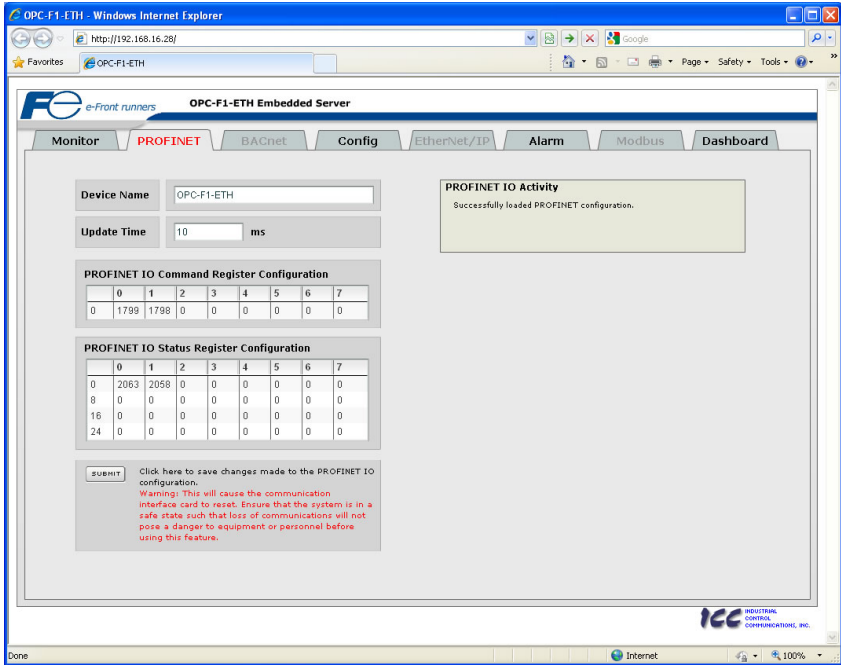 OPC-F1-ETH - Windows Internet Explorer
http://192.168.16.28/
Google
Favorites
OPC-F1-ETH
Page
Safety
Tools
Fe e-Front runners
OPC-F1-ETH Embedded Server
Monitor PROFINET BACnet Config EtherNet/IP Alarm Modbus Dashboard
Device Name OPC-F1-ETH
Update Time 10 ms
PROFINET IO Command Register Configuration
0 1 2 3 4 5 6 7
0 1799 1798 0 0 0 0 0 0
PROFINET IO Status Register Configuration
0 1 2 3 4 5 6 7
0 2063 2058 0 0 0 0 0 0
8 0 0 0 0 0 0 0 0
16 0 0 0 0 0 0 0 0
24 0 0 0 0 0 0 0 0
SUBMIT
Click here to save changes made to the PROFINET IO
configuration.
Warning: This will cause the communication
interface card to reset. Ensure that the system is in a
safe state such that loss of communications will not
pose a danger to equipment or personnel before
using this feature.
PROFINET IO Activity
Successfully loaded PROFINET configuration.
ICC INDUSTRIAL
CONTROL
COMMUNICATIONS, INC.
Done
Internet
100%